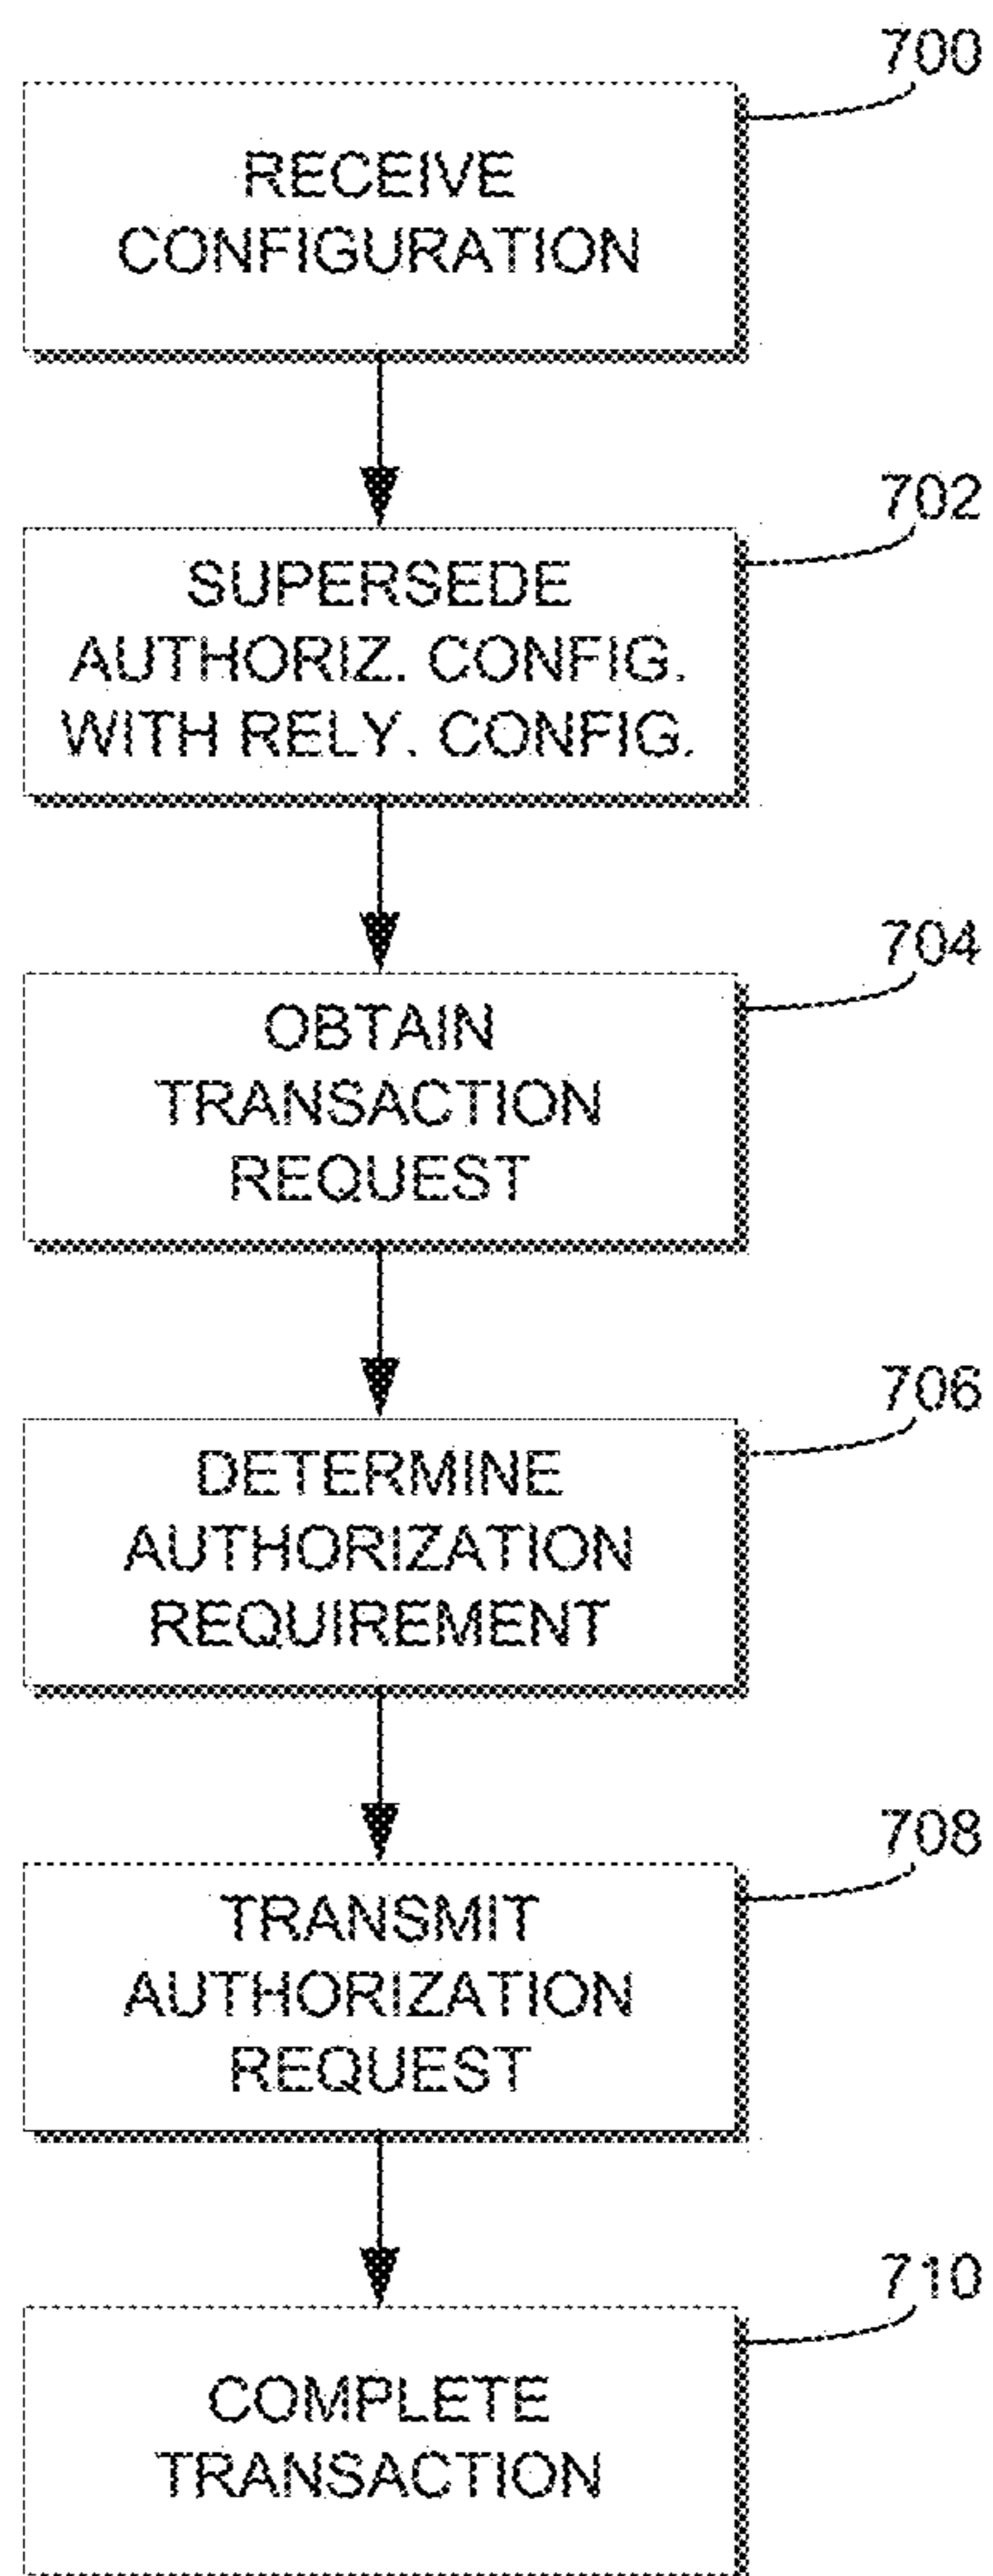 700
RECEIVE
CONFIGURATION
702
SUPERSEDE
AUTHORIZ. CONFIG.
WITH RELY. CONFIG.
704
OBTAIN
TRANSACTION
REQUEST
706
DETERMINE
AUTHORIZATION
REQUIREMENT
708
TRANSMIT
AUTHORIZATION
REQUEST
710
COMPLETE
TRANSACTION